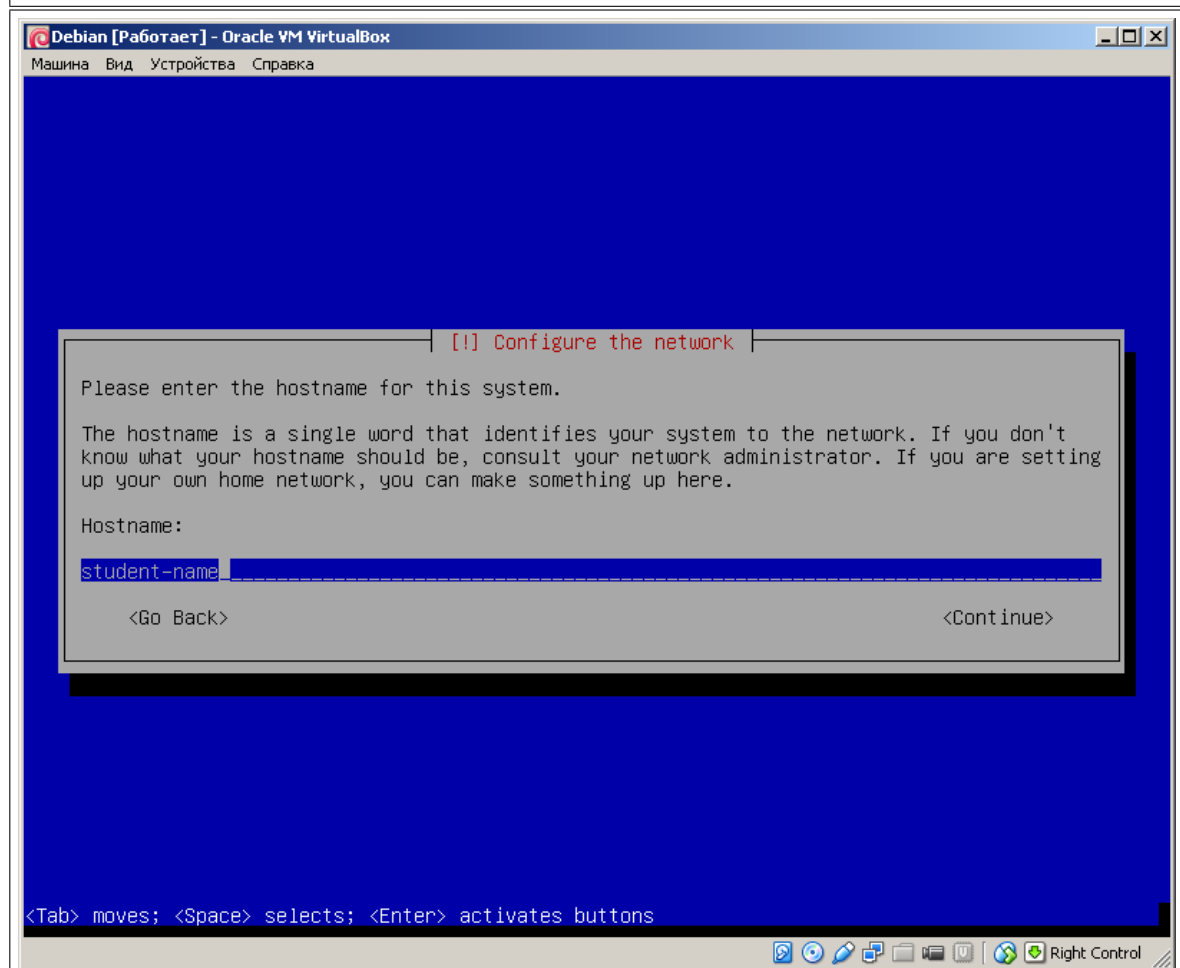 Debian [Работает] - Oracle VM VirtualBox
Машина Вид Устройства Справка
[!] Configure the network
Please enter the hostname for this system.
The hostname is a single word that identifies your system to the network. If you don't
know what your hostname should be, consult your network administrator. If you are setting
up your own home network, you can make something up here.
Hostname:
student-name
<Go Back> <Continue>
<Tab> moves; <Space> selects; <Enter> activates buttons
Right Control